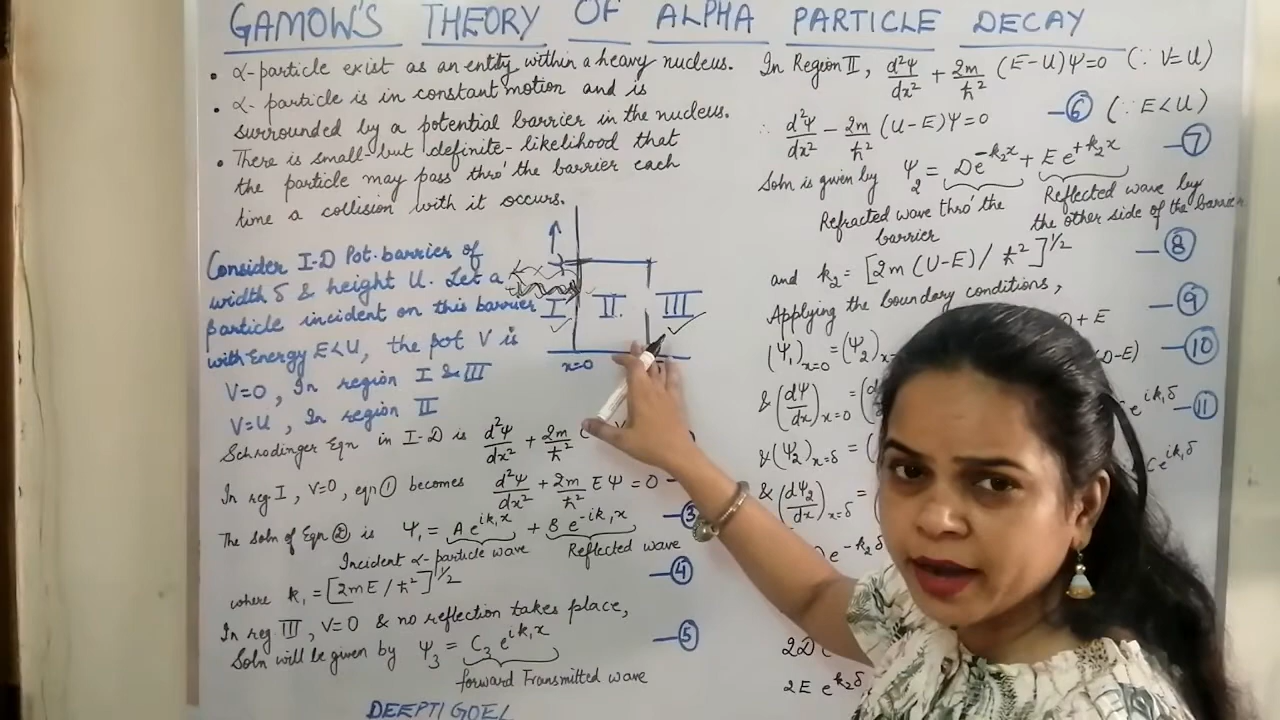 GAMOW'S THEORY OF ALPHA PARTICLE DECAY
• α-particle exist as an entity within a heavy nucleus.
• α-particle is in constant motion and is
surrounded by a potential barrier in the nucleus.
• There is small-but definite-likelihood that
the particle may pass thro' the barrier each
time a collision with it occurs.
Consider I-D Pot. barrier of
width δ & height U. Let a
particle incident on this barrier
with Energy E<U, the pot V is
V=0, In region I & III
V=U, In region II
I II. III
x=0
Schrodinger Eqn in I-D is d²Ψ/dx² + 2m/ħ² (
In reg. I, V=0, eqn ① becomes d²Ψ/dx² + 2m/ħ² EΨ = 0 -
The soln of Eqn ② is Ψ₁ = A e^{ik₁x} + B e^{-ik₁x} -③
Incident α-particle wave Reflected wave
where k₁ = [2mE/ħ²]^{1/2} -④
In reg. III, V=0 & no reflection takes place,
Soln will be given by Ψ₃ = C₃ e^{ik₁x} -⑤
forward Transmitted wave
DEEPTI GOEL
In Region II, d²Ψ/dx² + 2m/ħ² (E-U)Ψ=0 (∵ V=U)
∴ d²Ψ/dx² - 2m/ħ² (U-E)Ψ=0 -⑥ (∵ E<U)
Soln is given by Ψ₂ = De^{-k₂x} + Ee^{+k₂x} -⑦
Refracted wave thro' the barrier
Reflected wave by
the other side of the barrier
and k₂ = [2m(U-E)/ħ²]^{1/2} -⑧
Applying the boundary conditions,
(Ψ₁)x=0 = (Ψ₂)x= + E -⑨
& (dΨ/dx)x=0 = (d D-E) -⑩
& (Ψ₂)x=δ = ( e^{ik₁δ} -⑪
& (dΨ₂/dx)x=δ = Ce^{ik₁δ}
e^{-k₂δ}
2D
2E e^{k₂δ}